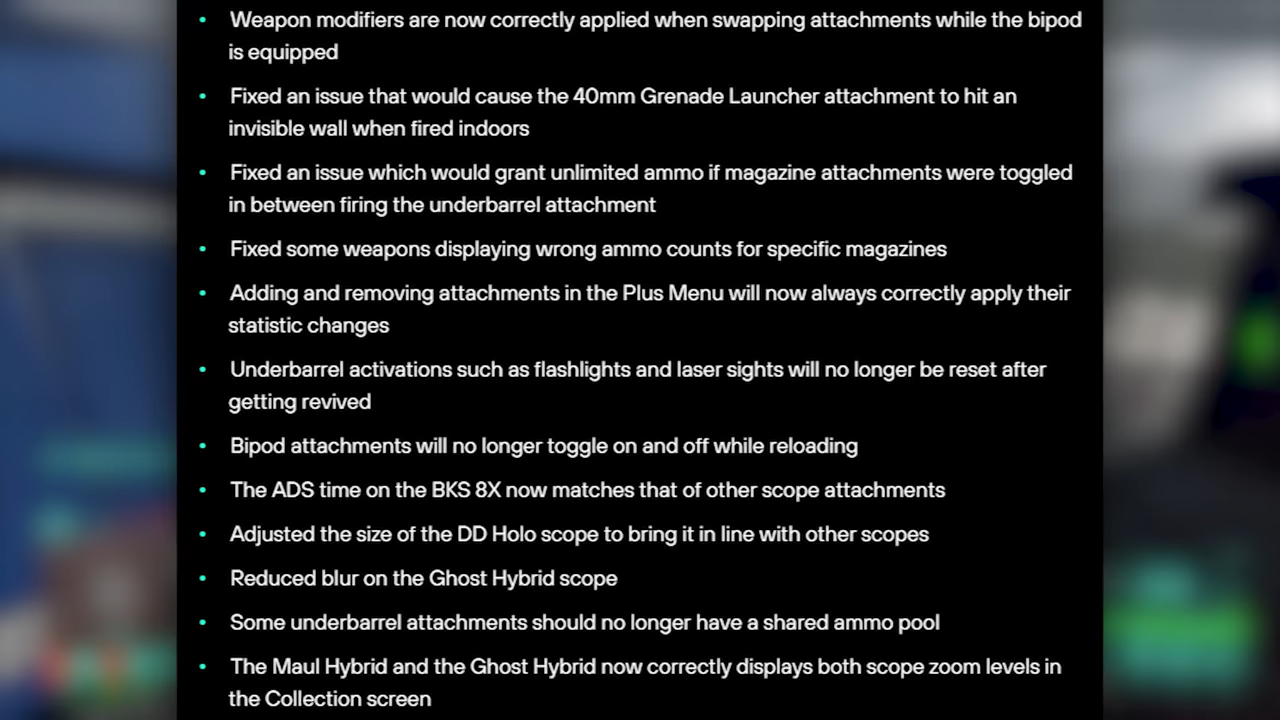 • Weapon modifiers are now correctly applied when swapping attachments while the bipod
is equipped
• Fixed an issue that would cause the 40mm Grenade Launcher attachment to hit an
invisible wall when fired indoors
• Fixed an issue which would grant unlimited ammo if magazine attachments were toggled
in between firing the underbarrel attachment
• Fixed some weapons displaying wrong ammo counts for specific magazines
• Adding and removing attachments in the Plus Menu will now always correctly apply their
statistic changes
• Underbarrel activations such as flashlights and laser sights will no longer be reset after
getting revived
• Bipod attachments will no longer toggle on and off while reloading
• The ADS time on the BKS 8X now matches that of other scope attachments
• Adjusted the size of the DD Holo scope to bring it in line with other scopes
• Reduced blur on the Ghost Hybrid scope
• Some underbarrel attachments should no longer have a shared ammo pool
• The Maul Hybrid and the Ghost Hybrid now correctly displays both scope zoom levels in
the Collection screen